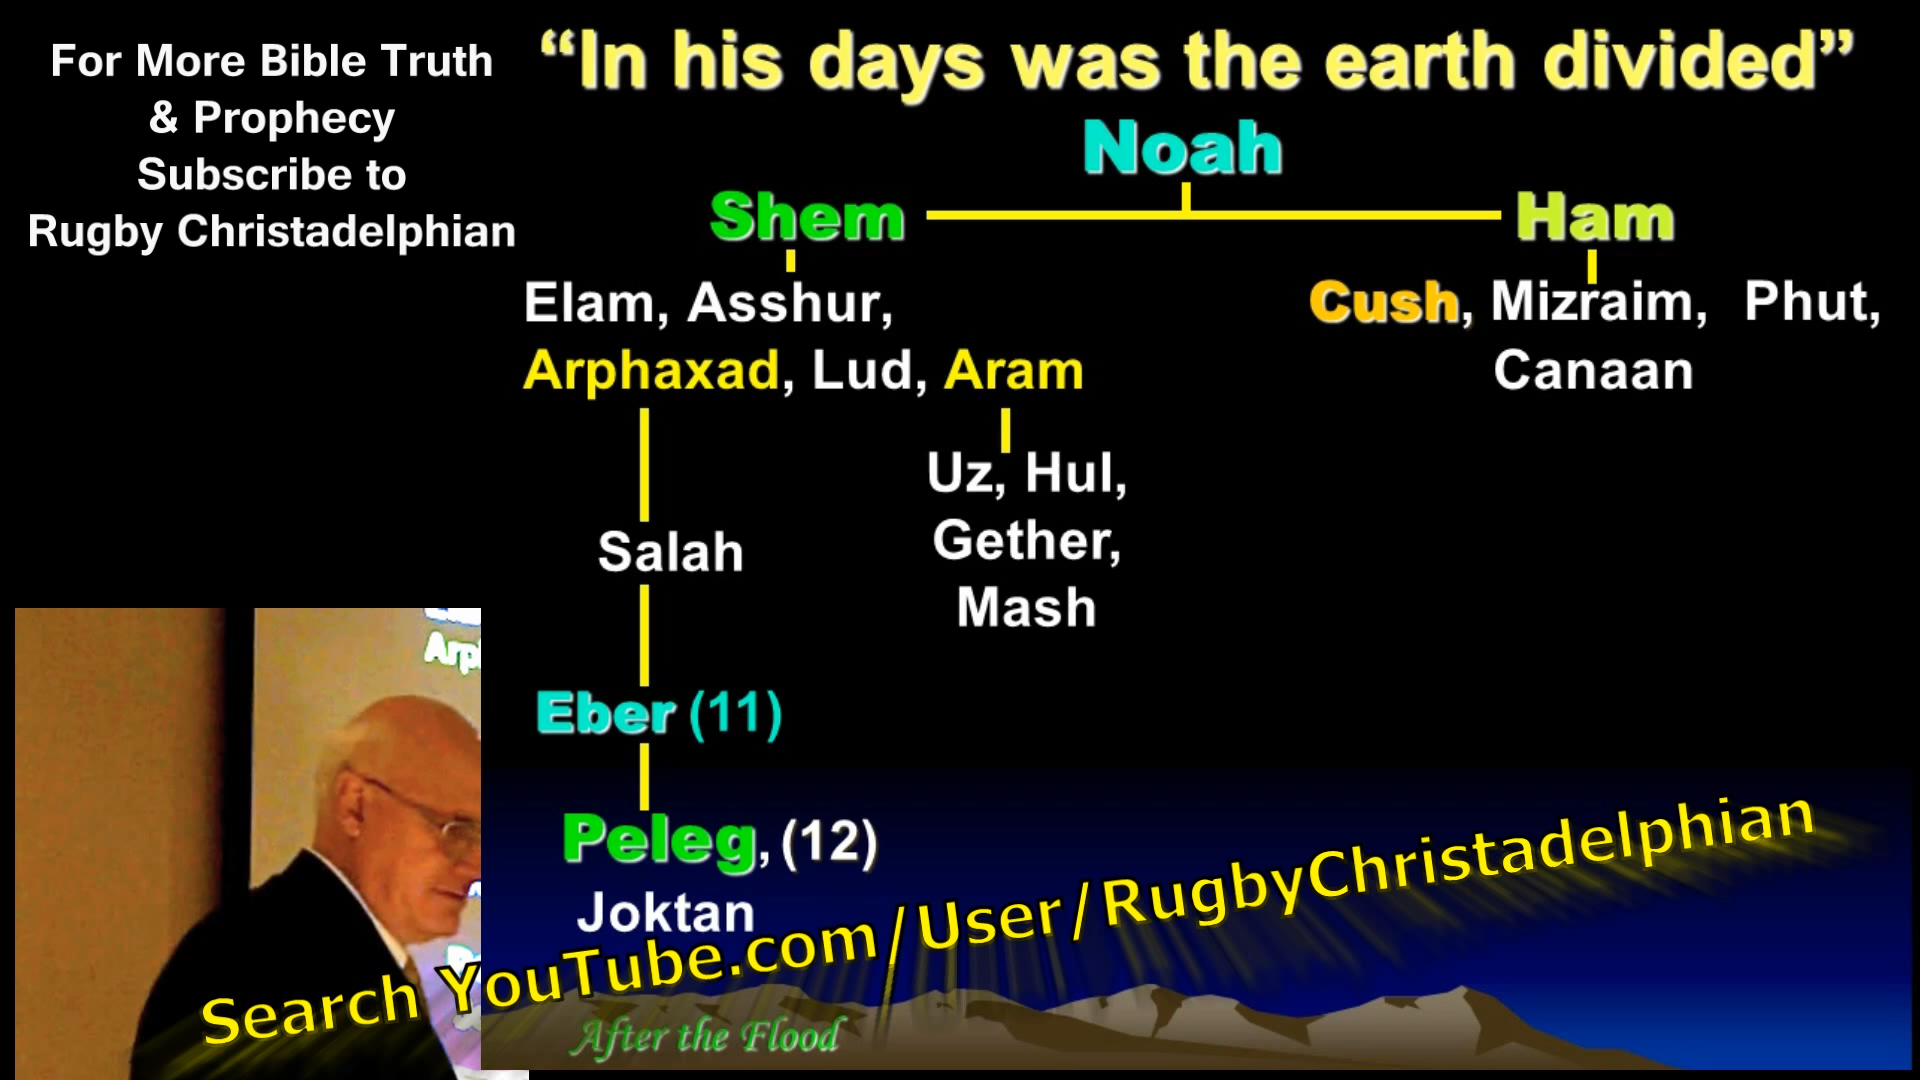 For More Bible Truth
& Prophecy
Subscribe to
Rugby Christadelphian
“In his days was the earth divided”
Noah
Shem
Ham
Elam, Asshur,
Arphaxad, Lud, Aram
Cush, Mizraim, Phut,
Canaan
Salah
Uz, Hul,
Gether,
Mash
Eber (11)
Peleg, (12)
Joktan
Arp
Search YouTube.com/User/RugbyChristadelphian
After the Flood